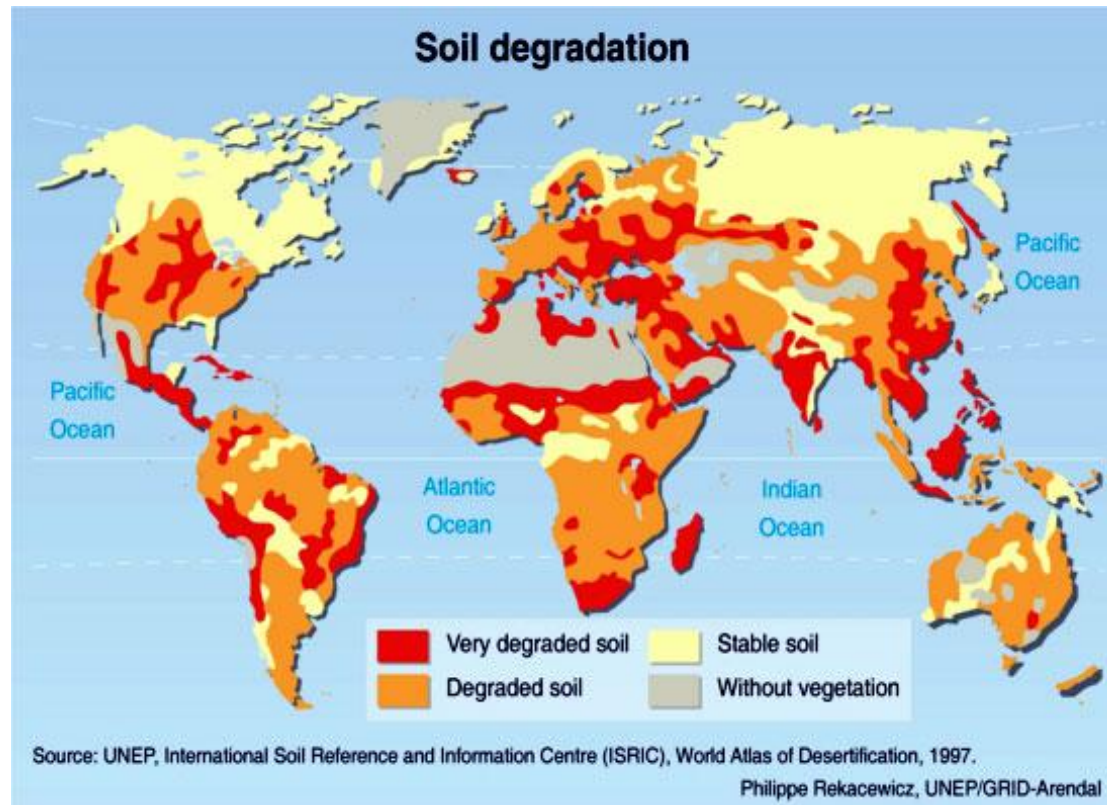 Soil degradation
Pacific
Ocean
Pacific
Ocean
Atlantic
Ocean
Indian
Ocean
Very degraded soil
Stable soil
Degraded soil
Without vegetation
Source: UNEP, International Soil Reference and Information Centre (ISRIC), World Atlas of Desertification, 1997.
Philippe Rekacewicz, UNEP/GRID-Arendal